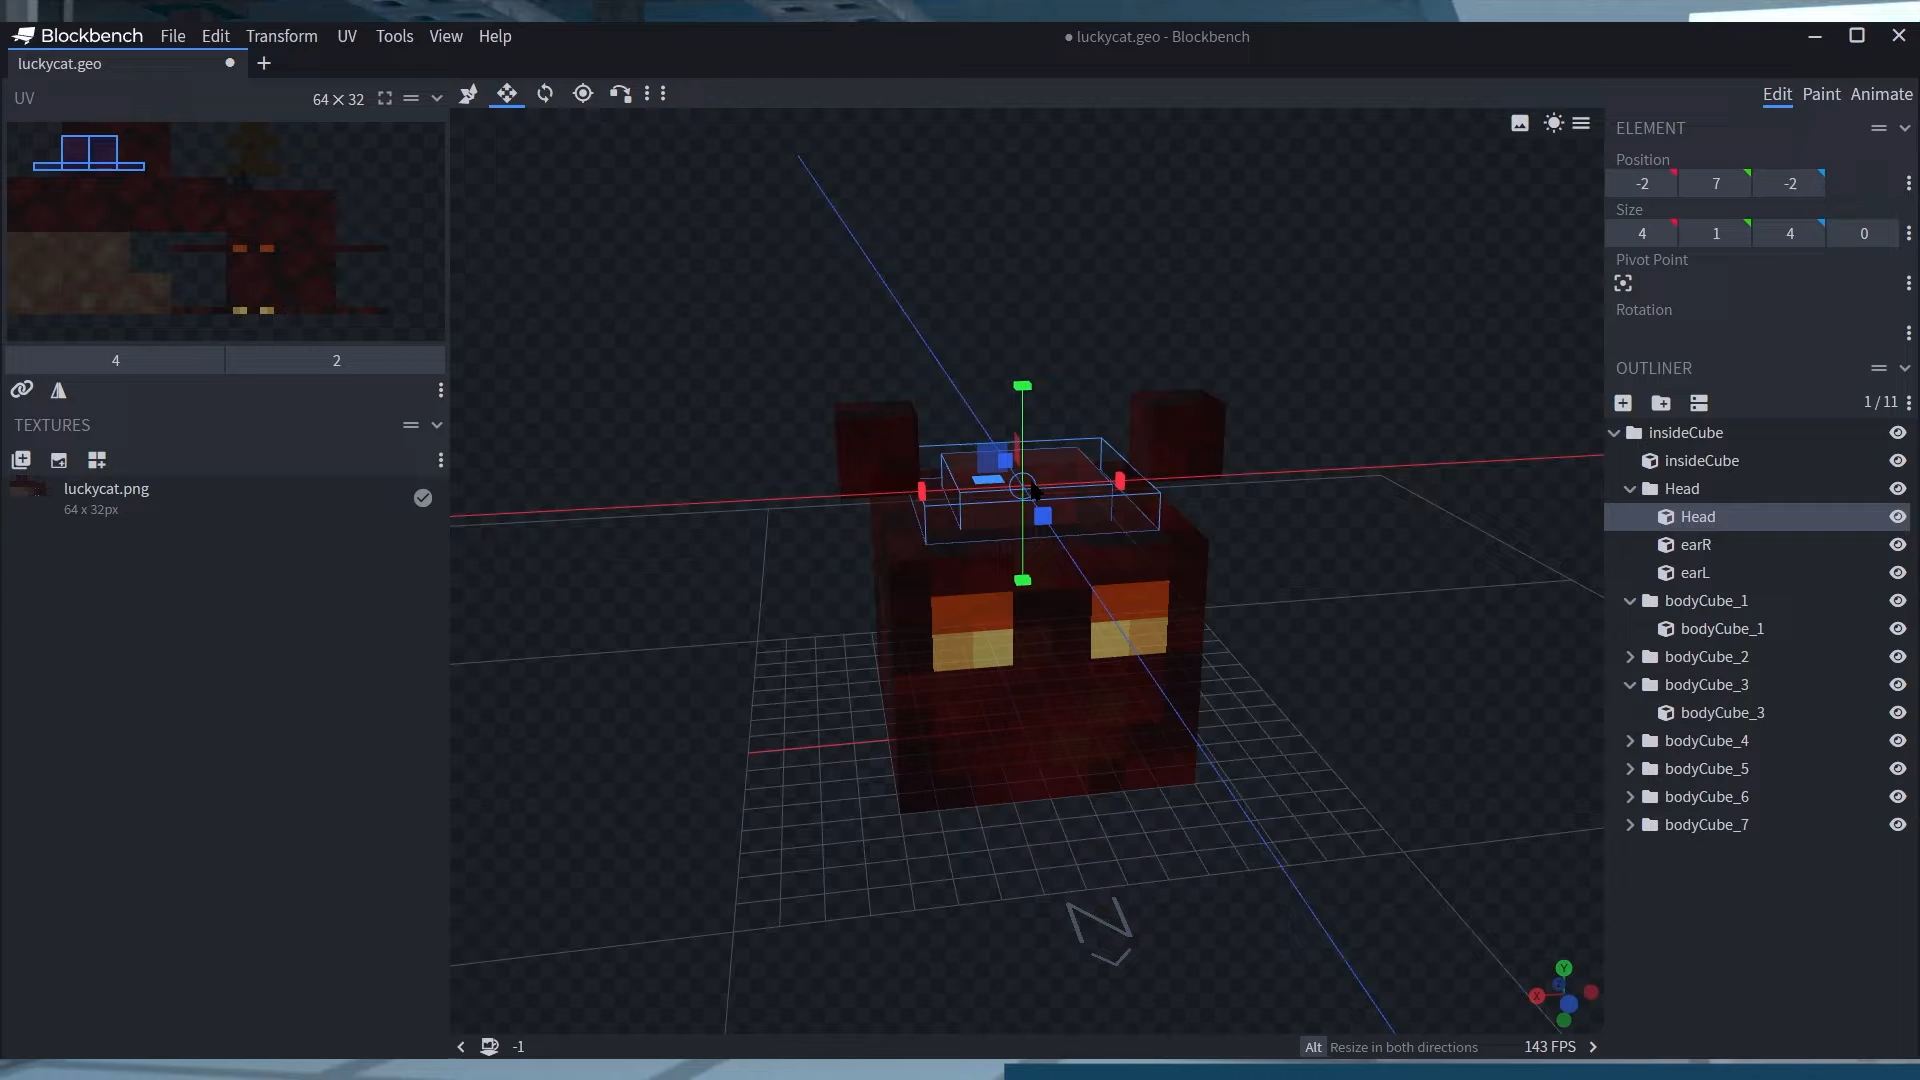 Blockbench File Edit Transform UV Tools View Help
● luckycat.geo - Blockbench
luckycat.geo
UV
64 × 32
4 2
TEXTURES
luckycat.png
64 x 32px
N
X
Y
Z
-1
Alt Resize in both directions
143 FPS
Edit Paint Animate
ELEMENT
Position
-2 7 -2
Size
4 1 4 0
Pivot Point
Rotation
OUTLINER
1 / 11
insideCube
insideCube
Head
Head
earR
earL
bodyCube_1
bodyCube_1
bodyCube_2
bodyCube_3
bodyCube_3
bodyCube_4
bodyCube_5
bodyCube_6
bodyCube_7